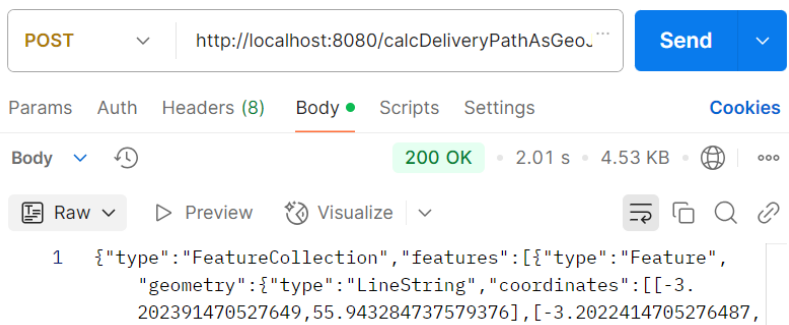 POST http://localhost:8080/calcDeliveryPathAsGeoJ... Send
Params Auth Headers (8) Body Scripts Settings Cookies
Body 200 OK 2.01 s 4.53 KB
Raw Preview Visualize
1 {"type":"FeatureCollection","features":[{"type":"Feature",
"geometry":{"type":"LineString","coordinates":[[-3.
202391470527649,55.943284737579376],[-3.2022414705276487,